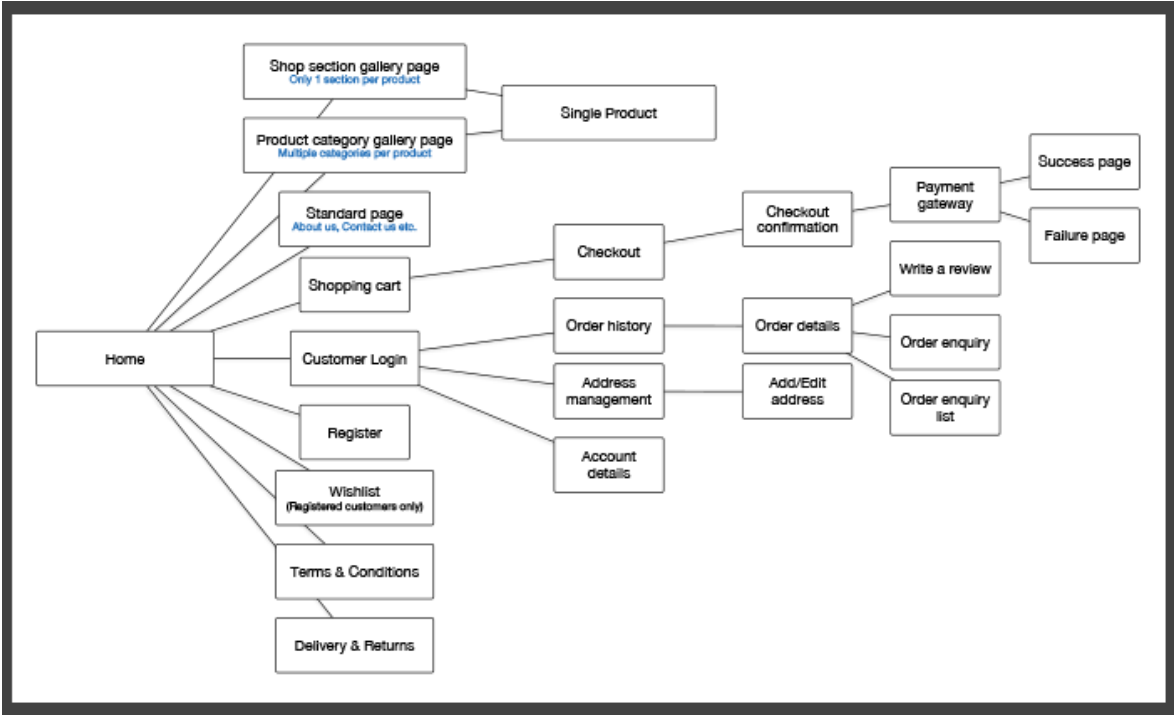 Shop section gallery page
Only 1 section per product
Single Product
Product category gallery page
Multiple categories per product
Success page
Payment
gateway
Standard page
About us, Contact us etc.
Checkout
confirmation
Failure page
Checkout
Write a review
Shopping cart
Order history
Order details
Order enquiry
Home
Customer Login
Address
management
Add/Edit
address
Order enquiry
list
Register
Account
details
Wishlist
(Registered customers only)
Terms & Conditions
Delivery & Returns